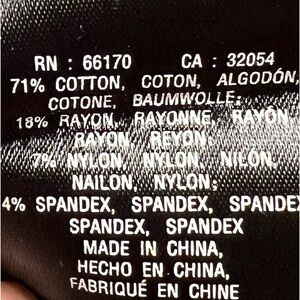 RN : 66170 CA : 32054
71% COTTON, COTON, ALGODÓN,
COTONE, BAUMWOLLE;
18% RAYON, RAYONNE, RAYON,
RAYON, REYON;
7% NYLON, NYLON, NILÓN,
NAILON, NYLON;
4% SPANDEX, SPANDEX, SPANDEX
SPANDEX, SPANDEX
MADE IN CHINA,
HECHO EN CHINA,
FABRIQUÉ EN CHINE